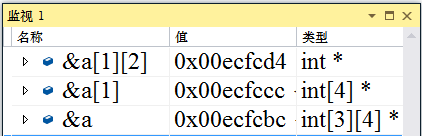 监视 1
名称 值 类型
&a[1][2] 0x00ecfcd4 int *
&a[1] 0x00ecfccc int[4] *
&a 0x00ecfcbc int[3][4] *